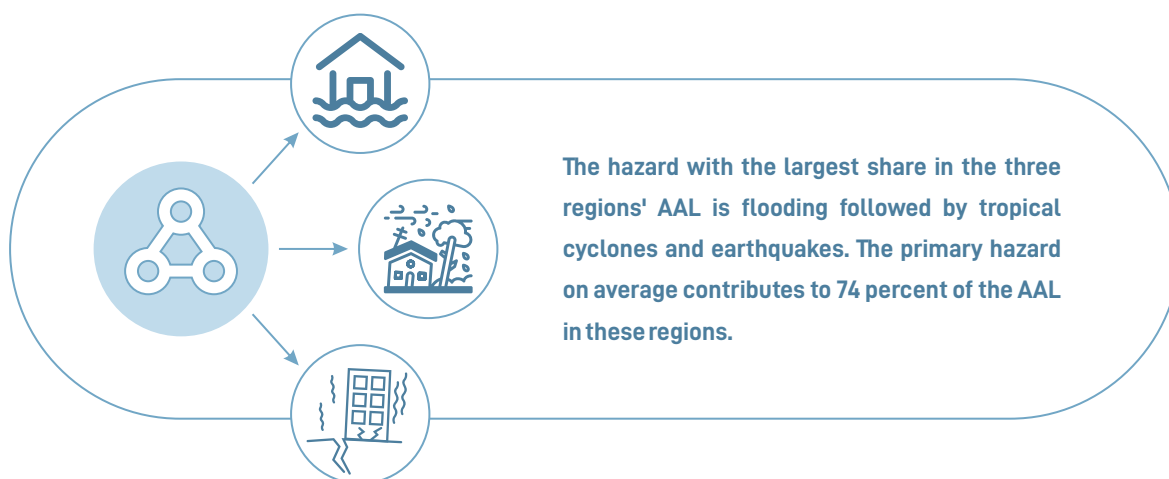 The hazard with the largest share in the three
regions' AAL is flooding followed by tropical
cyclones and earthquakes. The primary hazard
on average contributes to 74 percent of the AAL
in these regions.